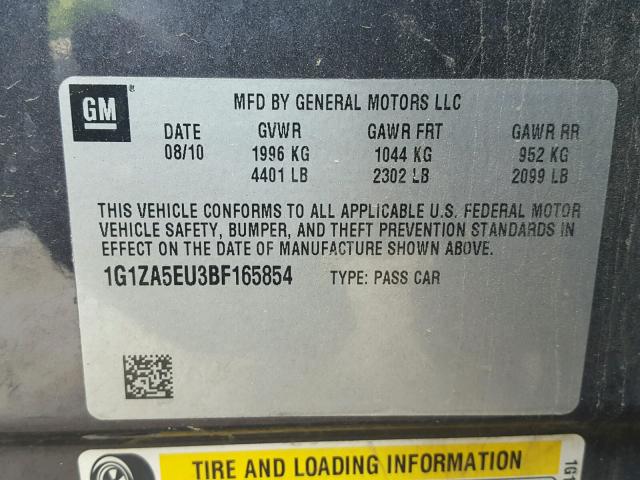 GM
MFD BY GENERAL MOTORS LLC
DATE GVWR GAWR FRT GAWR RR
08/10 1996 KG 1044 KG 952 KG
4401 LB 2302 LB 2099 LB
THIS VEHICLE CONFORMS TO ALL APPLICABLE U.S. FEDERAL MOTOR
VEHICLE SAFETY, BUMPER, AND THEFT PREVENTION STANDARDS IN
EFFECT ON THE DATE OF MANUFACTURE SHOWN ABOVE.
1G1ZA5EU3BF165854 TYPE: PASS CAR
TIRE AND LOADING INFORMATION